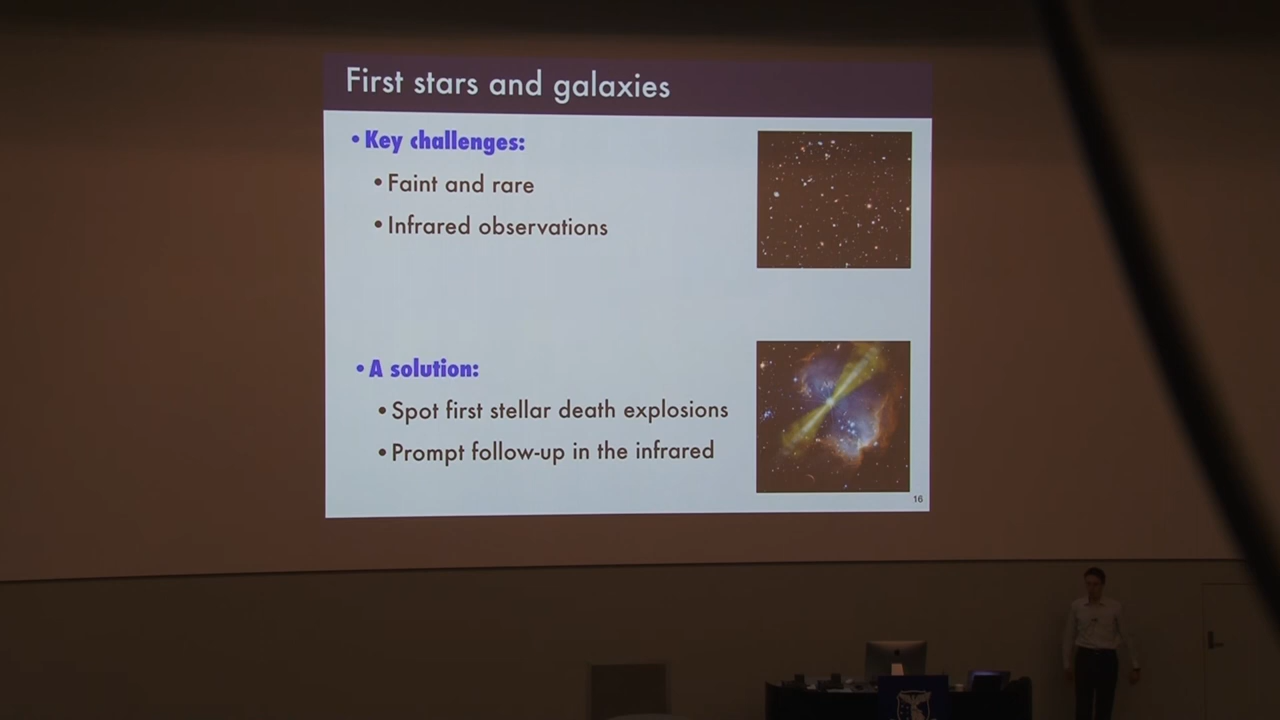 First stars and galaxies
• Key challenges:
• Faint and rare
• Infrared observations
• A solution:
• Spot first stellar death explosions
• Prompt follow-up in the infrared
16